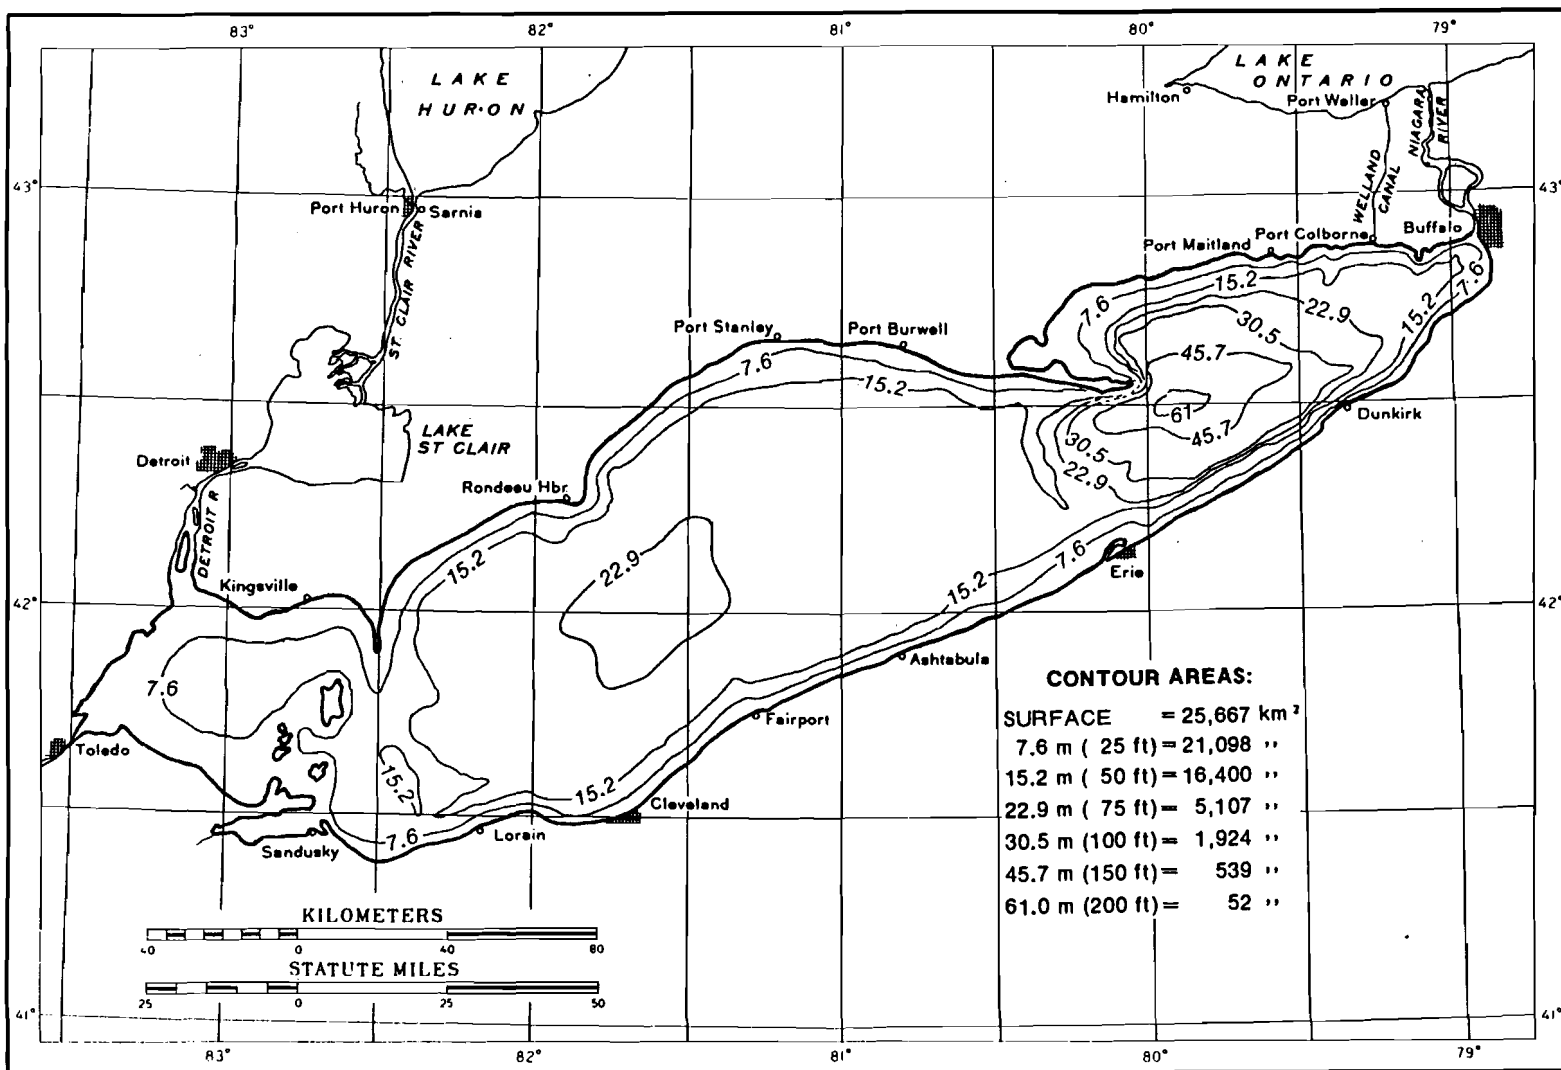 83° 82° 81° 80° 79°
LAKE
HURON
LAKE
ONTARIO
Hamilton
Port Weller
NIAGARA
RIVER
WELLAND
CANAL
43°
43°
Port Huron
Sarnia
ST. CLAIR RIVER
Port Maitland
Port Colborne
Buffalo
7.6
15.2
22.9
15.2
7.6
30.5
45.7
61
45.7
30.5
22.9
Port Stanley
Port Burwell
7.6
15.2
Dunkirk
LAKE
ST CLAIR
Detroit
DETROIT R
Rondeau Hbr.
15.2
22.9
Kingsville
Erie
7.6
15.2
42°
42°
7.6
Ashtabula
Fairport
Toledo
15.2
15.2
Cleveland
7.6
Lorain
Sandusky
CONTOUR AREAS:
SURFACE = 25,667 km²
7.6 m ( 25 ft) = 21,098 ,,
15.2 m ( 50 ft) = 16,400 ,,
22.9 m ( 75 ft) = 5,107 ,,
30.5 m (100 ft) = 1,924 ,,
45.7 m (150 ft) = 539 ,,
61.0 m (200 ft) = 52 ,,
KILOMETERS
40 0 40 80
STATUTE MILES
25 0 25 50
41°
41°
83° 82° 81° 80° 79°